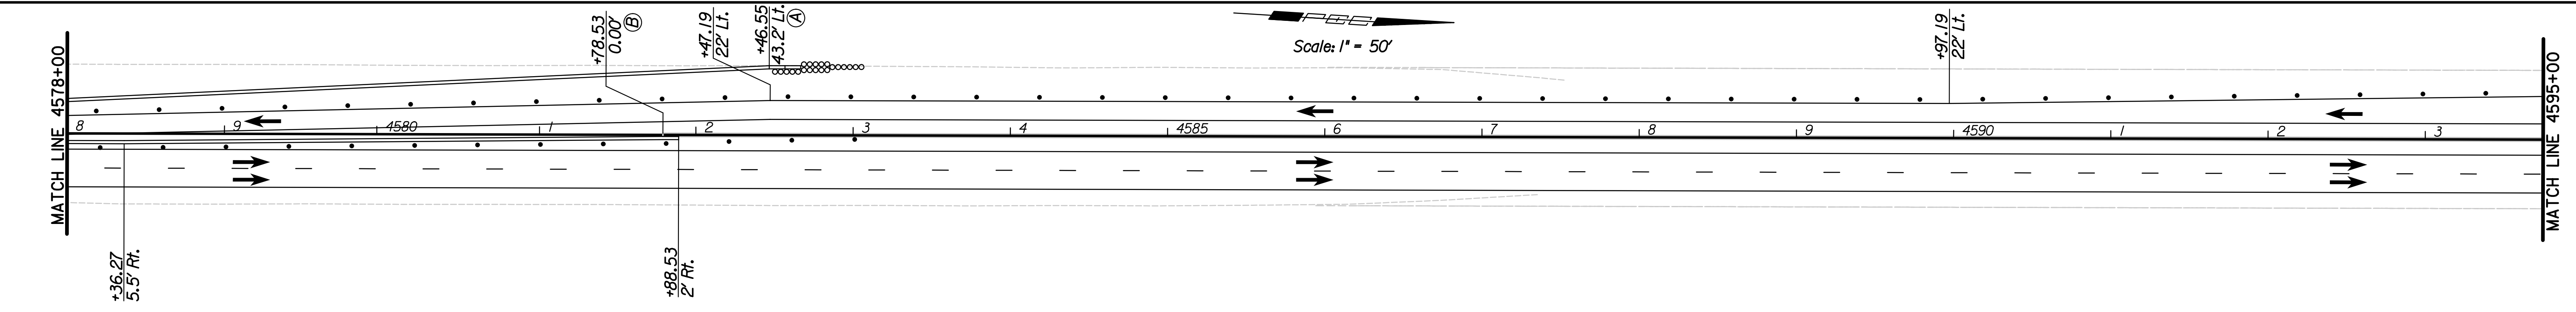 MATCH LINE 4578+00
+78.53
0.00'
B
+47.19
22' Lt.
+46.55
43.2' Lt.
A
Scale: 1" = 50'
+97.19
22' Lt.
MATCH LINE 4595+00
8 9 4580 1 2 3 4 4585 6 7 8 9 4590 1 2 3
+36.27
5.5' Rt.
+88.53
2' Rt.